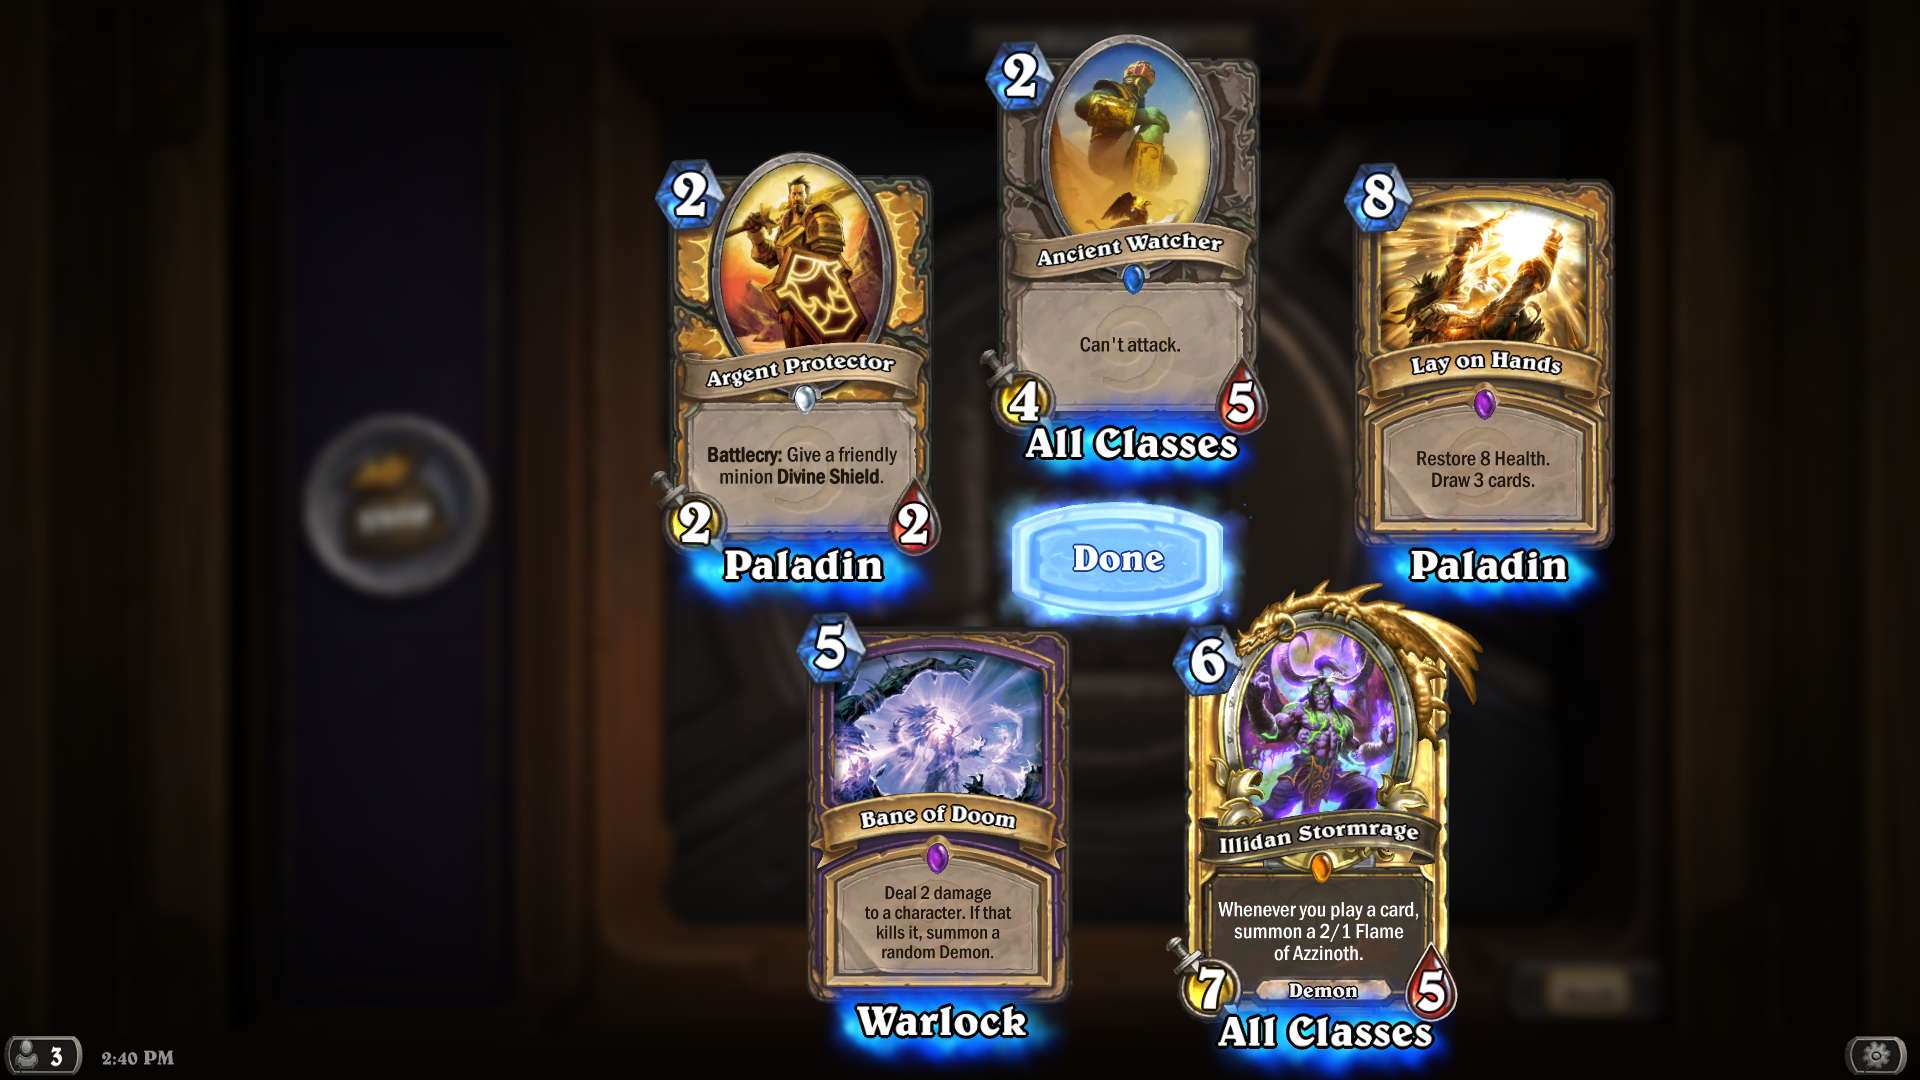 2
Ancient Watcher
Can't attack.
4
5
All Classes
2
Argent Protector
Battlecry: Give a friendly
minion Divine Shield.
2
2
Paladin
8
Lay on Hands
Restore 8 Health.
Draw 3 cards.
Paladin
Done
5
Bane of Doom
Deal 2 damage
to a character. If that
kills it, summon a
random Demon.
Warlock
6
Illidan Stormrage
Whenever you play a card,
summon a 2/1 Flame
of Azzinoth.
7
Demon
5
All Classes
3
2:40 PM